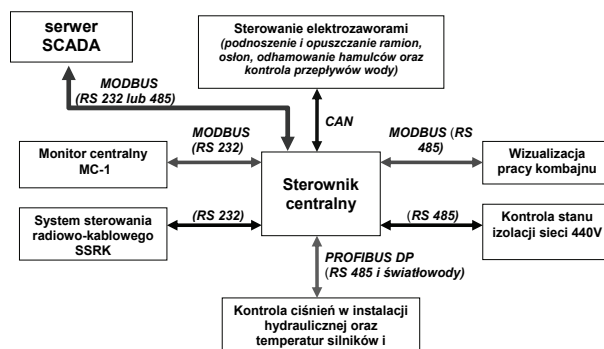 serwer
SCADA
Sterowanie elektrozaworami
(podnoszenie i opuszczanie ramion,
osłon, odhamowanie hamulców oraz
kontrola przepływów wody)
MODBUS
(RS 232 lub 485)
CAN
MODBUS
(RS 232)
MODBUS (RS
485)
Monitor centralny
MC-1
Sterownik
centralny
Wizualizacja
pracy kombajnu
System sterowania
radiowo-kablowego
SSRK
(RS 232)
(RS 485)
Kontrola stanu
izolacji sieci 440V
PROFIBUS DP
(RS 485 i światłowody)
Kontrola ciśnień w instalacji
hydraulicznej oraz
temperatur silników i